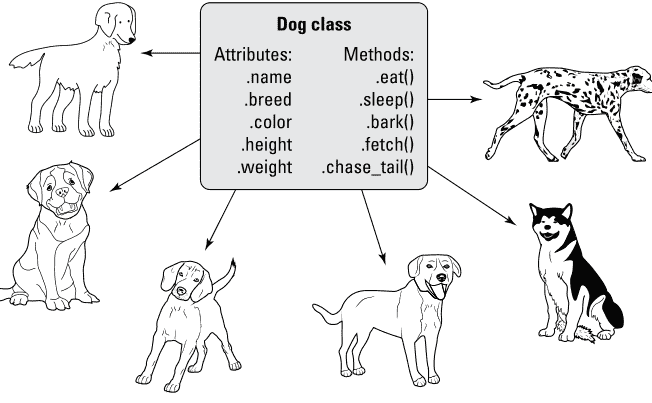 Dog class
Attributes: Methods:
.name .eat()
.breed .sleep()
.color .bark()
.height .fetch()
.weight .chase_tail()